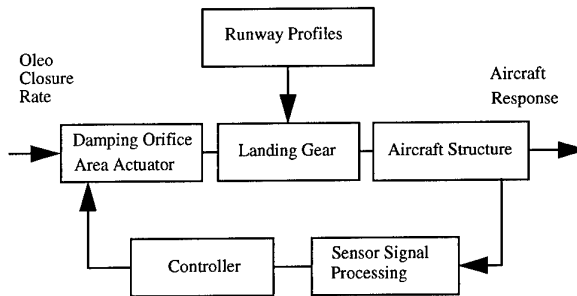 Runway Profiles
Oleo
Closure
Rate
Aircraft
Response
Damping Orifice
Area Actuator
Landing Gear
Aircraft Structure
Controller
Sensor Signal
Processing